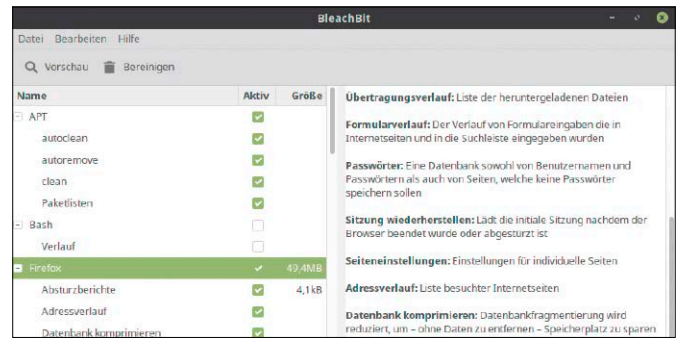 BleachBit
Datei Bearbeiten Hilfe
Vorschau Bereinigen
Name Aktiv Größe
APT
autoclean
autoremove
clean
Paketlisten
Bash
Verlauf
Firefox 49,4MB
Absturzberichte 4,1kB
Adressverlauf
Datenbank komprimieren
Übertragungsverlauf: Liste der heruntergeladenen Dateien
Formularverlauf: Der Verlauf von Formulareingaben die in
Internetseiten und in die Suchleiste eingegeben wurden
Passwörter: Eine Datenbank sowohl von Benutzernamen und
Passwörtern als auch von Seiten, welche keine Passwörter
speichern sollen
Sitzung wiederherstellen: Lädt die initiale Sitzung nachdem der
Browser beendet wurde oder abgestürzt ist
Seiteneinstellungen: Einstellungen für individuelle Seiten
Adressverlauf: Liste besuchter Internetseiten
Datenbank komprimieren: Datenbankfragmentierung wird
reduziert, um – ohne Daten zu entfernen – Speicherplatz zu sparen